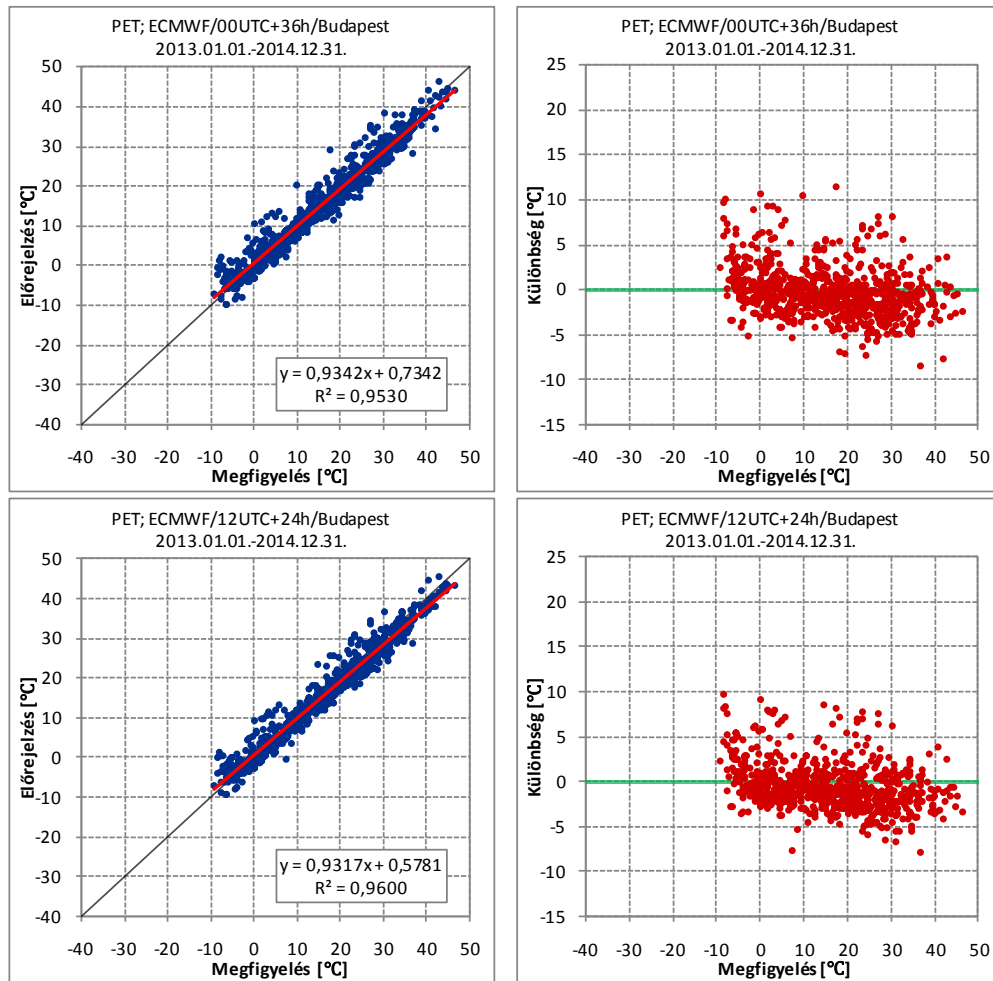 PET; ECMWF/00UTC+36h/Budapest
2013.01.01.-2014.12.31.
50
40
30
20
10
0
-10
-20
-30
-40
Előrejelzés [°C]
y = 0,9342x + 0,7342
R² = 0,9530
-40 -30 -20 -10 0 10 20 30 40 50
Megfigyelés [°C]
PET; ECMWF/00UTC+36h/Budapest
2013.01.01.-2014.12.31.
25
20
15
10
5
0
-5
-10
-15
Különbség [°C]
-40 -30 -20 -10 0 10 20 30 40 50
Megfigyelés [°C]
PET; ECMWF/12UTC+24h/Budapest
2013.01.01.-2014.12.31.
50
40
30
20
10
0
-10
-20
-30
-40
Előrejelzés [°C]
y = 0,9317x + 0,5781
R² = 0,9600
-40 -30 -20 -10 0 10 20 30 40 50
Megfigyelés [°C]
PET; ECMWF/12UTC+24h/Budapest
2013.01.01.-2014.12.31.
25
20
15
10
5
0
-5
-10
-15
Különbség [°C]
-40 -30 -20 -10 0 10 20 30 40 50
Megfigyelés [°C]